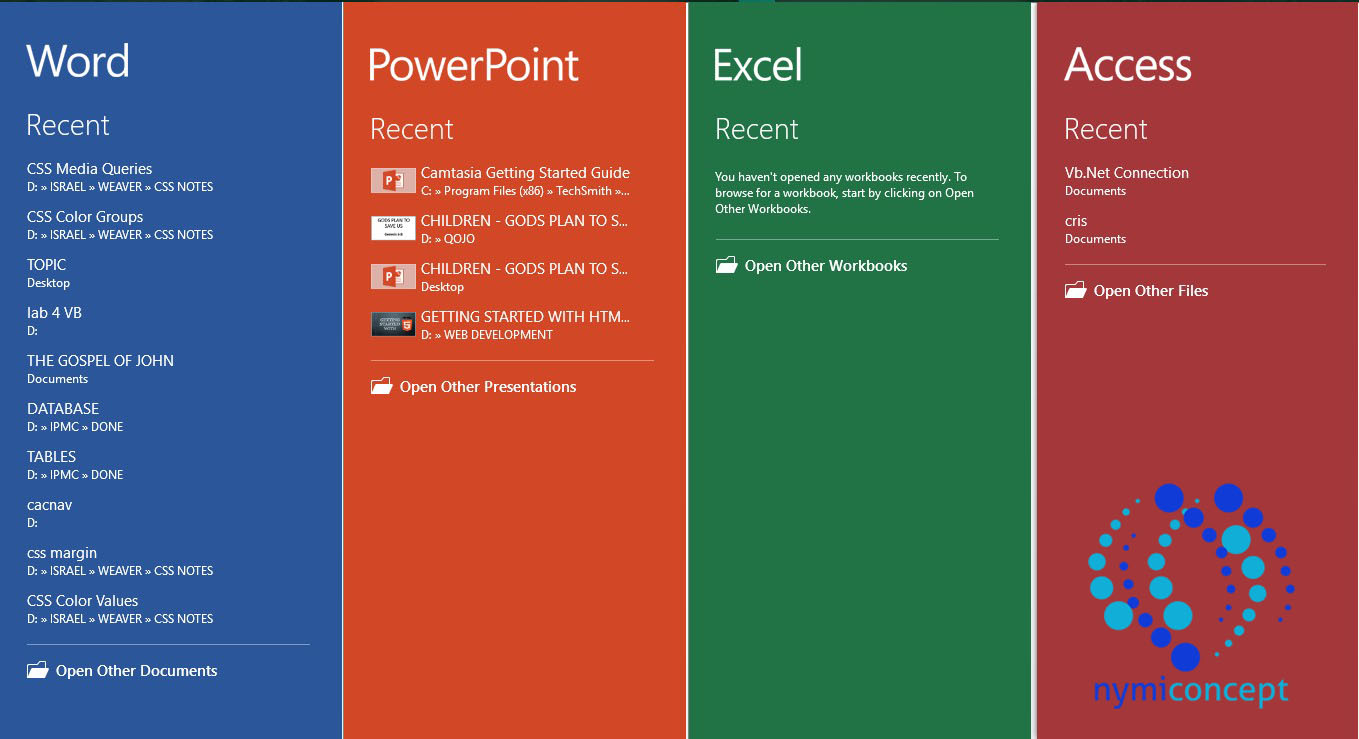 Word
Recent
CSS Media Queries
D: » ISRAEL » WEAVER » CSS NOTES
CSS Color Groups
D: » ISRAEL » WEAVER » CSS NOTES
TOPIC
Desktop
lab 4 VB
D:
THE GOSPEL OF JOHN
Documents
DATABASE
D: » IPMC » DONE
TABLES
D: » IPMC » DONE
cacnav
D:
css margin
D: » ISRAEL » WEAVER » CSS NOTES
CSS Color Values
D: » ISRAEL » WEAVER » CSS NOTES
Open Other Documents
PowerPoint
Recent
Camtasia Getting Started Guide
C: » Program Files (x86) » TechSmith »...
GODS PLAN TO
SAVE US
CHILDREN - GODS PLAN TO S...
D: » QOJO
CHILDREN - GODS PLAN TO S...
Desktop
GETTING
STARTED
WITH
GETTING STARTED WITH HTM...
D: » WEB DEVELOPMENT
Open Other Presentations
Excel
Recent
You haven't opened any workbooks recently. To
browse for a workbook, start by clicking on Open
Other Workbooks.
Open Other Workbooks
Access
Recent
Vb.Net Connection
Documents
cris
Documents
Open Other Files
nymiconcept